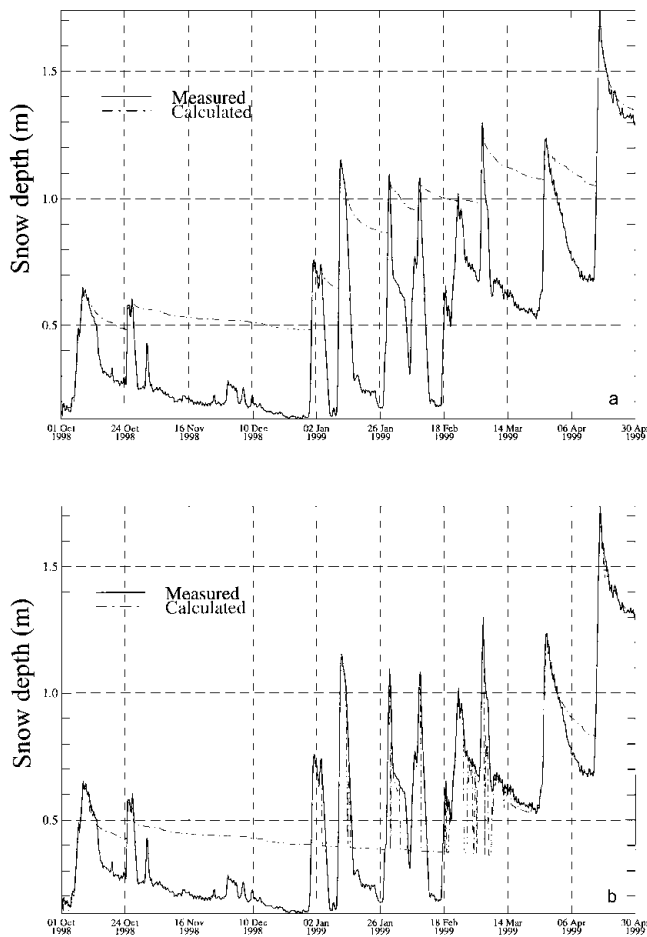 Snow depth (m)
1.5
1.0
0.5
Measured
Calculated
a
01 Oct 24 Oct 16 Nov 10 Dec 02 Jan 26 Jan 18 Feb 14 Mar 06 Apr 30 Apr
1998 1998 1998 1998 1999 1999 1999 1999 1999 1999
Snow depth (m)
1.5
1.0
0.5
Measured
Calculated
b
01 Oct 24 Oct 16 Nov 10 Dec 02 Jan 26 Jan 18 Feb 14 Mar 06 Apr 30 Apr
1998 1998 1998 1998 1999 1999 1999 1999 1999 1999